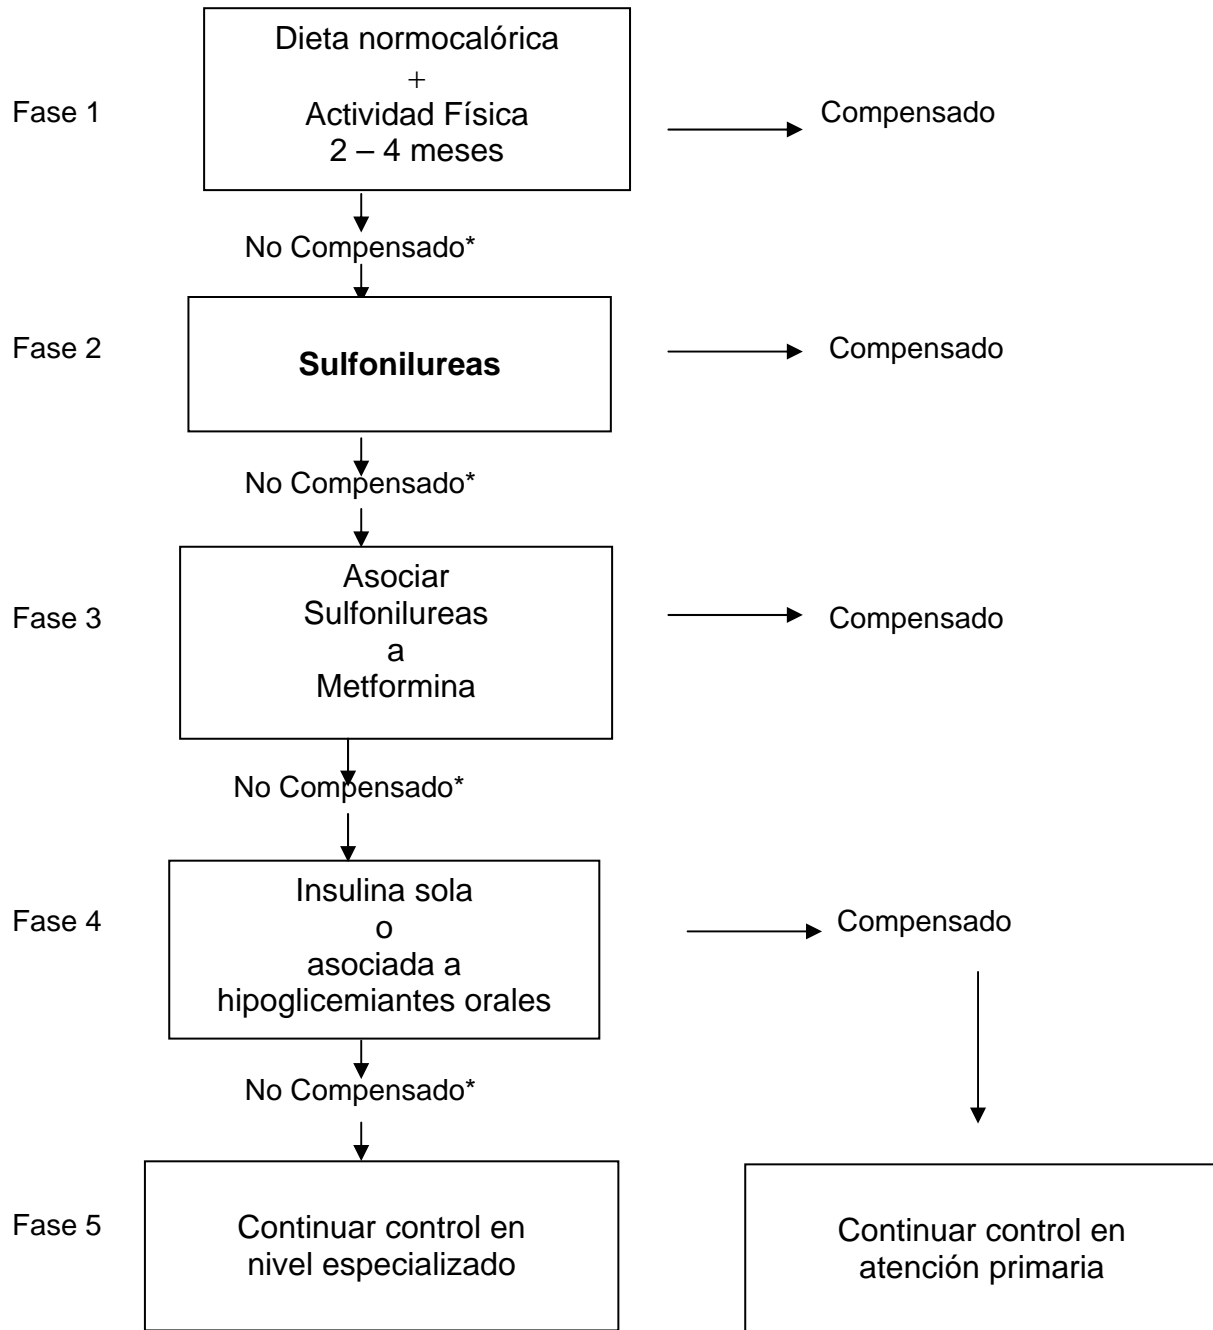 Dieta normocalórica
+
Fase 1
Actividad Física
Compensado
2 – 4 meses
No Compensado*
Fase 2
Sulfonilureas
Compensado
No Compensado*
Asociar
Fase 3
Sulfonilureas
Compensado
a
Metformina
No Compensado*
Insulina sola
Fase 4
o
Compensado
asociada a
hipoglicemiantes orales
No Compensado*
Fase 5
Continuar control en
nivel especializado
Continuar control en
atención primaria